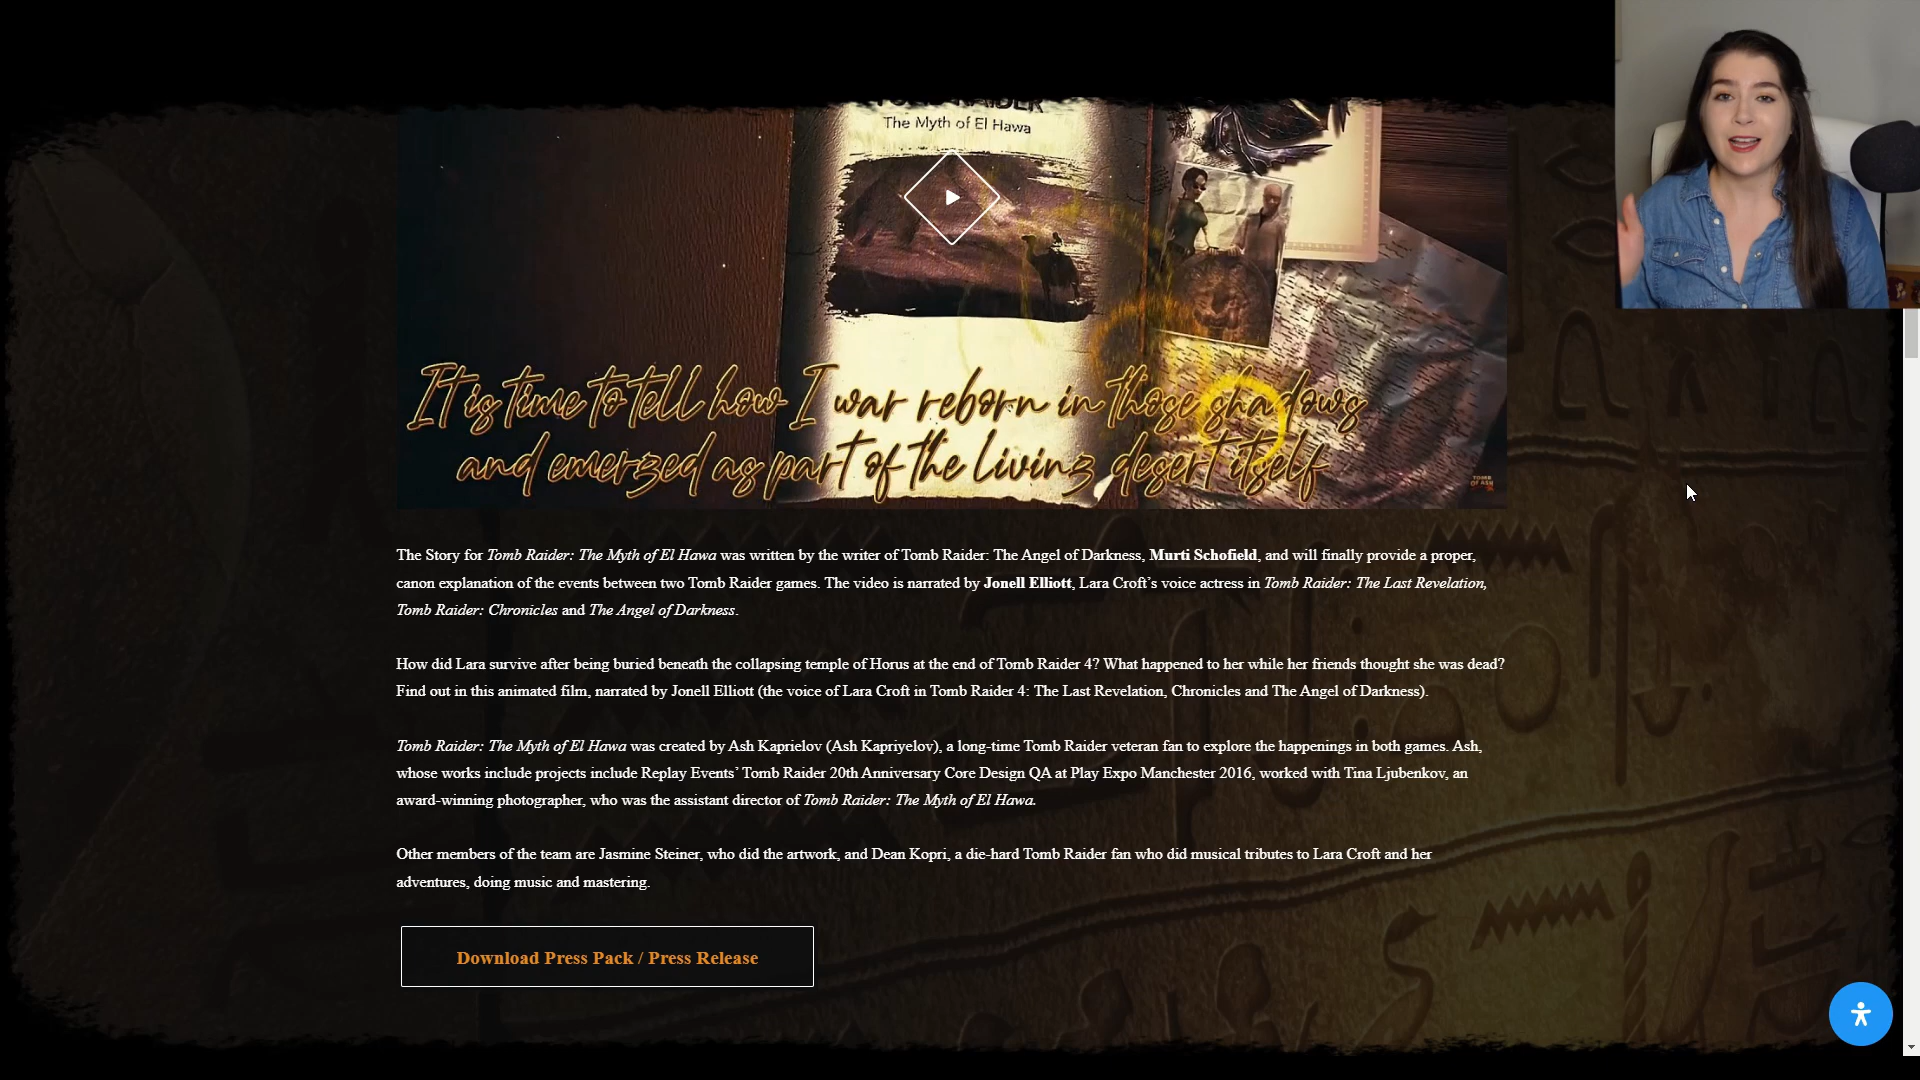 TOMB RAIDER
The Myth of El Hawa
It is time to tell how I war reborn in those shadows
and emerged as part of the living desert itself
TOMB
OF ASH
The Story for Tomb Raider: The Myth of El Hawa was written by the writer of Tomb Raider: The Angel of Darkness, Murti Schofield, and will finally provide a proper,
canon explanation of the events between two Tomb Raider games. The video is narrated by Jonell Elliott, Lara Croft’s voice actress in Tomb Raider: The Last Revelation,
Tomb Raider: Chronicles and The Angel of Darkness.
How did Lara survive after being buried beneath the collapsing temple of Horus at the end of Tomb Raider 4? What happened to her while her friends thought she was dead?
Find out in this animated film, narrated by Jonell Elliott (the voice of Lara Croft in Tomb Raider 4: The Last Revelation, Chronicles and The Angel of Darkness).
Tomb Raider: The Myth of El Hawa was created by Ash Kaprielov (Ash Kapriyelov), a long-time Tomb Raider veteran fan to explore the happenings in both games. Ash,
whose works include projects include Replay Events’ Tomb Raider 20th Anniversary Core Design QA at Play Expo Manchester 2016, worked with Tina Ljubenkov, an
award-winning photographer, who was the assistant director of Tomb Raider: The Myth of El Hawa.
Other members of the team are Jasmine Steiner, who did the artwork, and Dean Kopri, a die-hard Tomb Raider fan who did musical tributes to Lara Croft and her
adventures, doing music and mastering.
Download Press Pack / Press Release